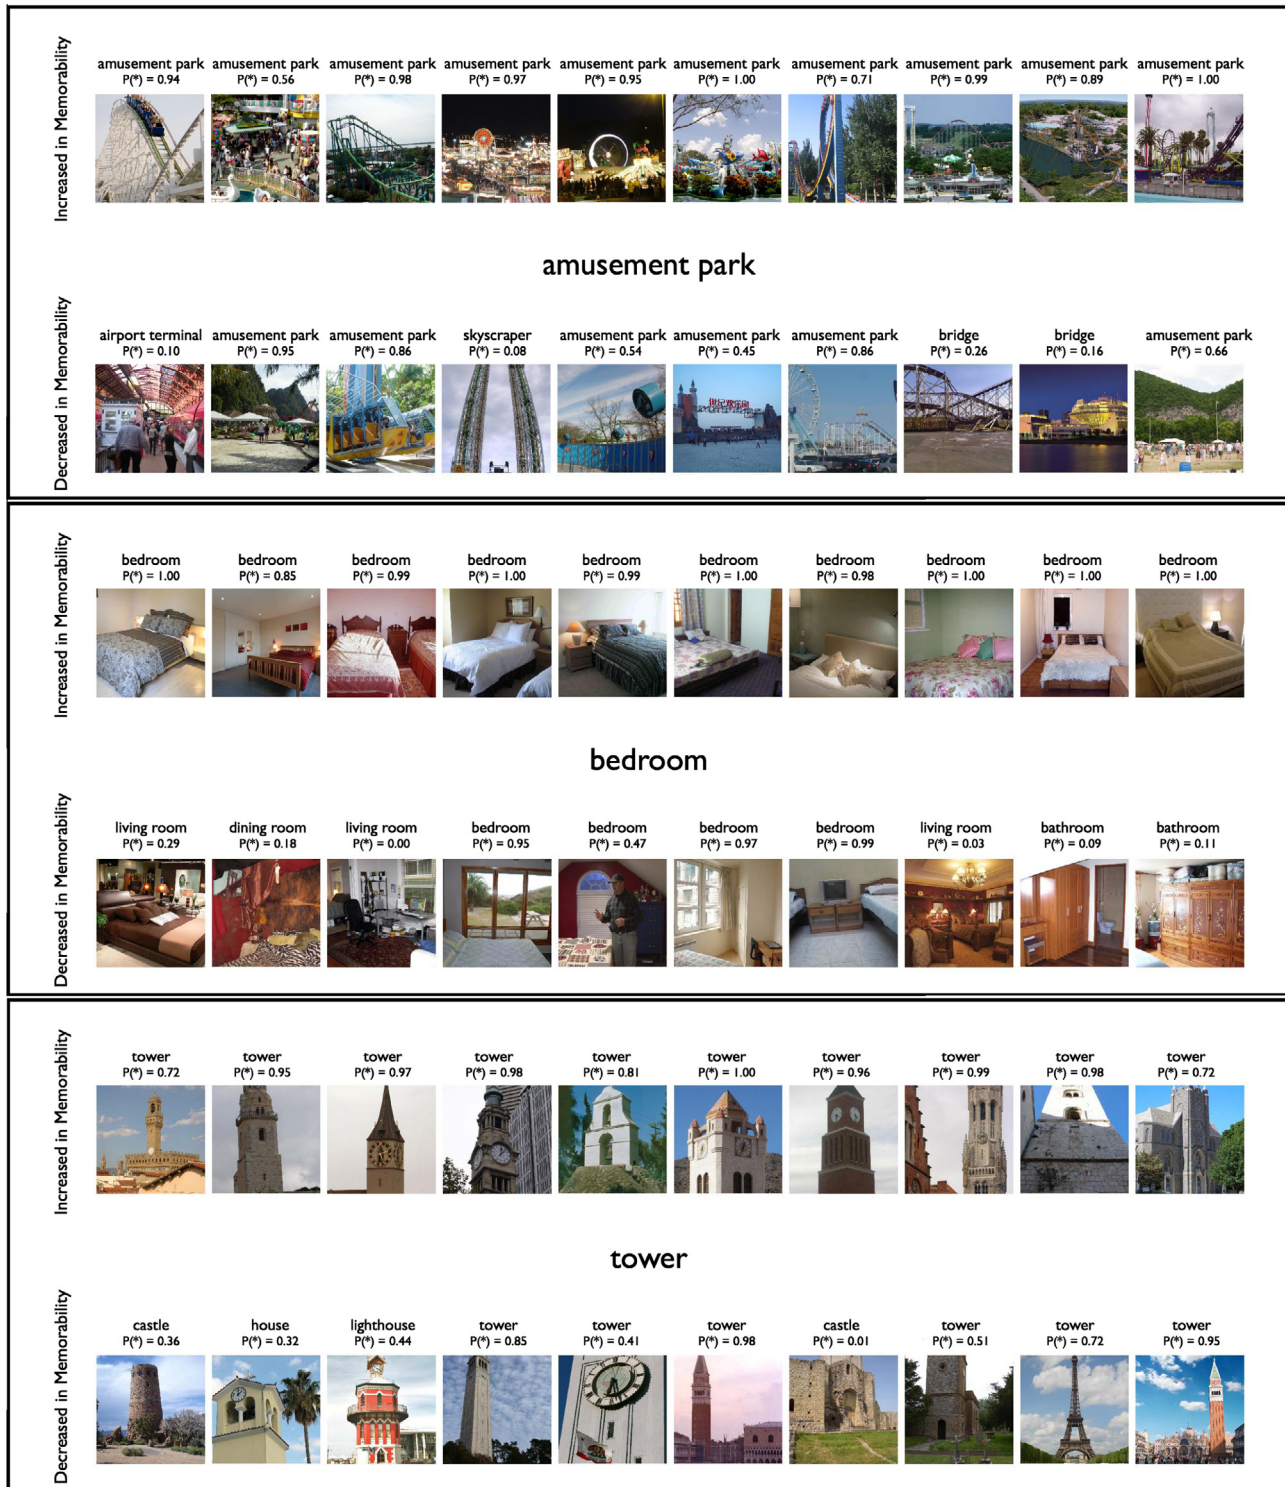 Increased in Memorability
amusement park amusement park amusement park amusement park amusement park amusement park amusement park amusement park amusement park amusement park
P(*) = 0.94 P(*) = 0.56 P(*) = 0.98 P(*) = 0.97 P(*) = 0.95 P(*) = 1.00 P(*) = 0.71 P(*) = 0.99 P(*) = 0.89 P(*) = 1.00
amusement park
Decreased in Memorability
airport terminal amusement park amusement park skyscraper amusement park amusement park amusement park bridge bridge amusement park
P(*) = 0.10 P(*) = 0.95 P(*) = 0.86 P(*) = 0.08 P(*) = 0.54 P(*) = 0.45 P(*) = 0.86 P(*) = 0.26 P(*) = 0.16 P(*) = 0.66
Increased in Memorability
bedroom bedroom bedroom bedroom bedroom bedroom bedroom bedroom bedroom bedroom
P(*) = 1.00 P(*) = 0.85 P(*) = 0.99 P(*) = 1.00 P(*) = 0.99 P(*) = 1.00 P(*) = 0.98 P(*) = 1.00 P(*) = 1.00 P(*) = 1.00
bedroom
Decreased in Memorability
living room dining room living room bedroom bedroom bedroom bedroom living room bathroom bathroom
P(*) = 0.29 P(*) = 0.18 P(*) = 0.00 P(*) = 0.95 P(*) = 0.47 P(*) = 0.97 P(*) = 0.99 P(*) = 0.03 P(*) = 0.09 P(*) = 0.11
Increased in Memorability
tower tower tower tower tower tower tower tower tower tower
P(*) = 0.72 P(*) = 0.95 P(*) = 0.97 P(*) = 0.98 P(*) = 0.81 P(*) = 1.00 P(*) = 0.96 P(*) = 0.99 P(*) = 0.98 P(*) = 0.72
tower
Decreased in Memorability
castle house lighthouse tower tower tower castle tower tower tower
P(*) = 0.36 P(*) = 0.32 P(*) = 0.44 P(*) = 0.85 P(*) = 0.41 P(*) = 0.98 P(*) = 0.01 P(*) = 0.51 P(*) = 0.72 P(*) = 0.95